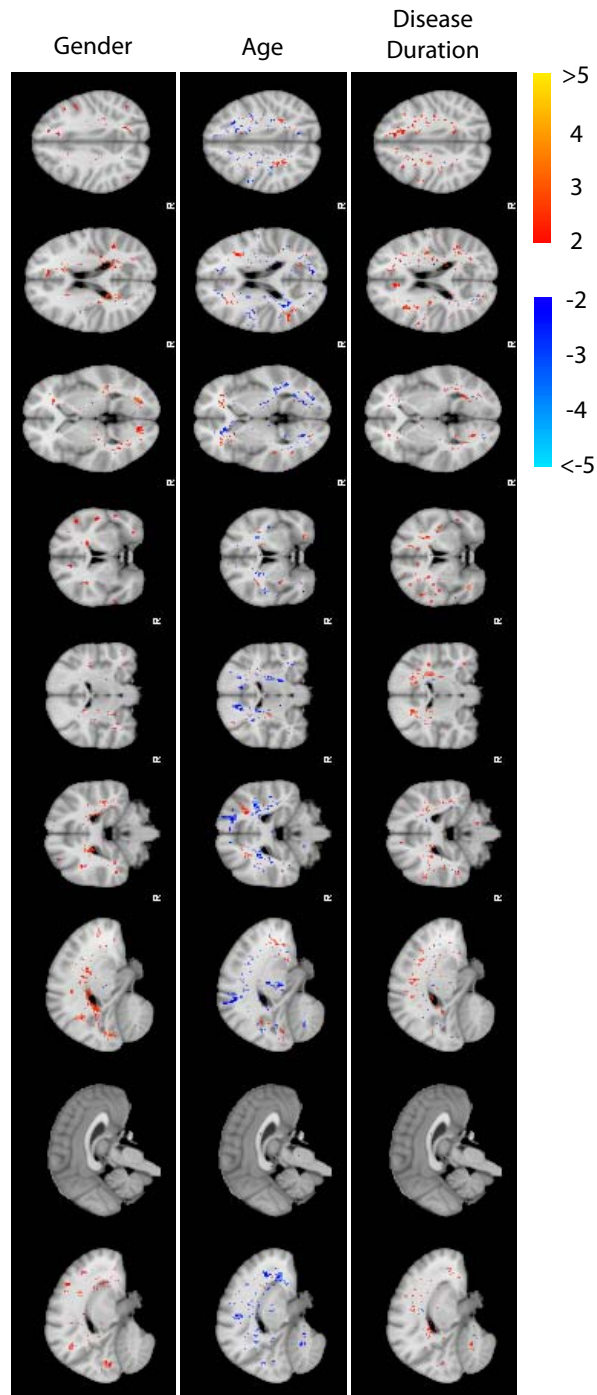 Gender
Age
Disease
Duration
>5
4
3
2
-2
-3
-4
<-5
R R R
R R R
R R R
R R R
R R R
R R R